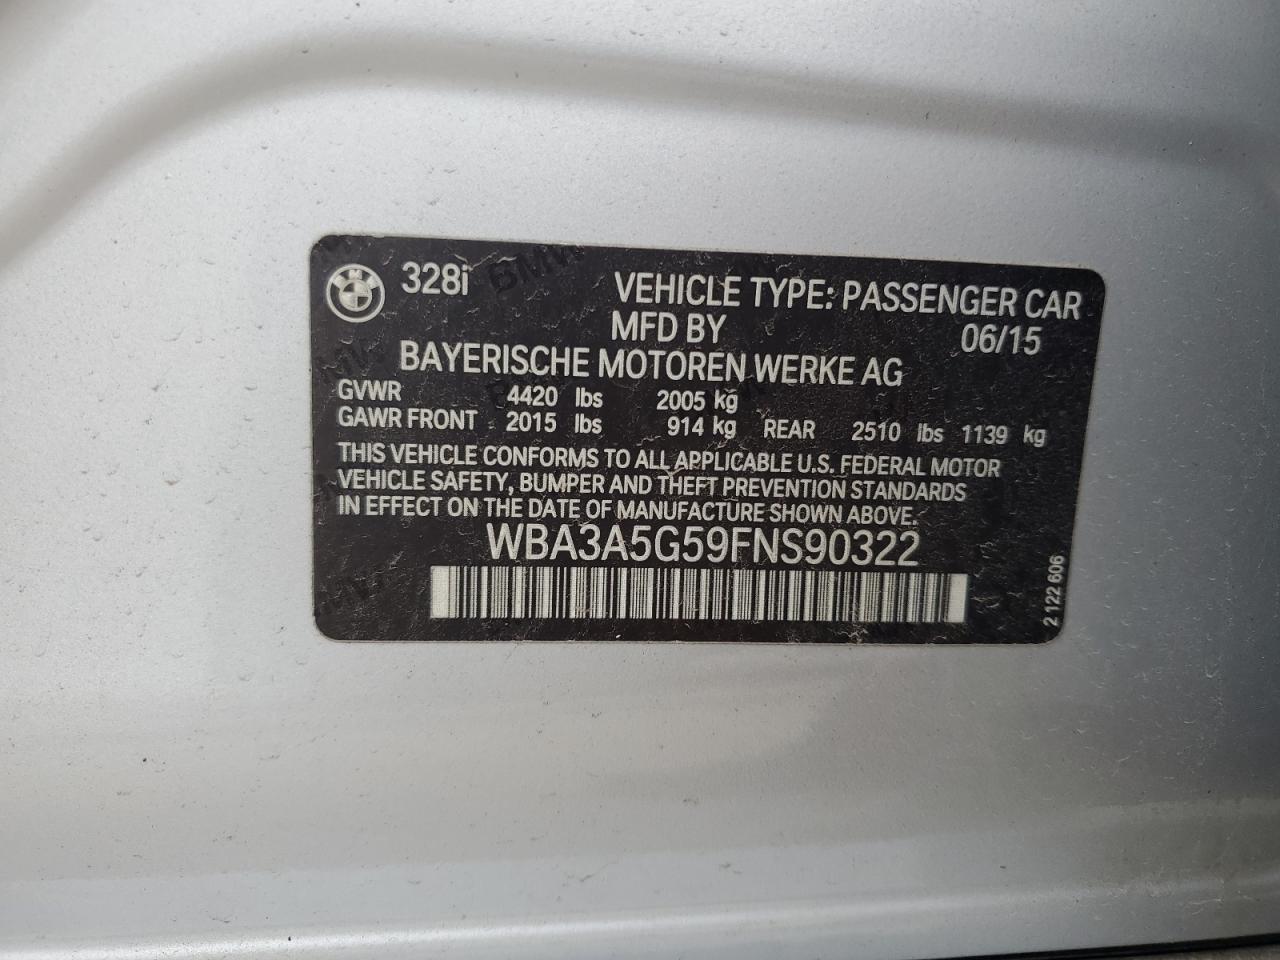 328i VEHICLE TYPE: PASSENGER CAR
MFD BY 06/15
BAYERISCHE MOTOREN WERKE AG
GVWR 4420 lbs 2005 kg
GAWR FRONT 2015 lbs 914 kg REAR 2510 lbs 1139 kg
THIS VEHICLE CONFORMS TO ALL APPLICABLE U.S. FEDERAL MOTOR
VEHICLE SAFETY, BUMPER AND THEFT PREVENTION STANDARDS
IN EFFECT ON THE DATE OF MANUFACTURE SHOWN ABOVE.
WBA3A5G59FNS90322
2 122 606